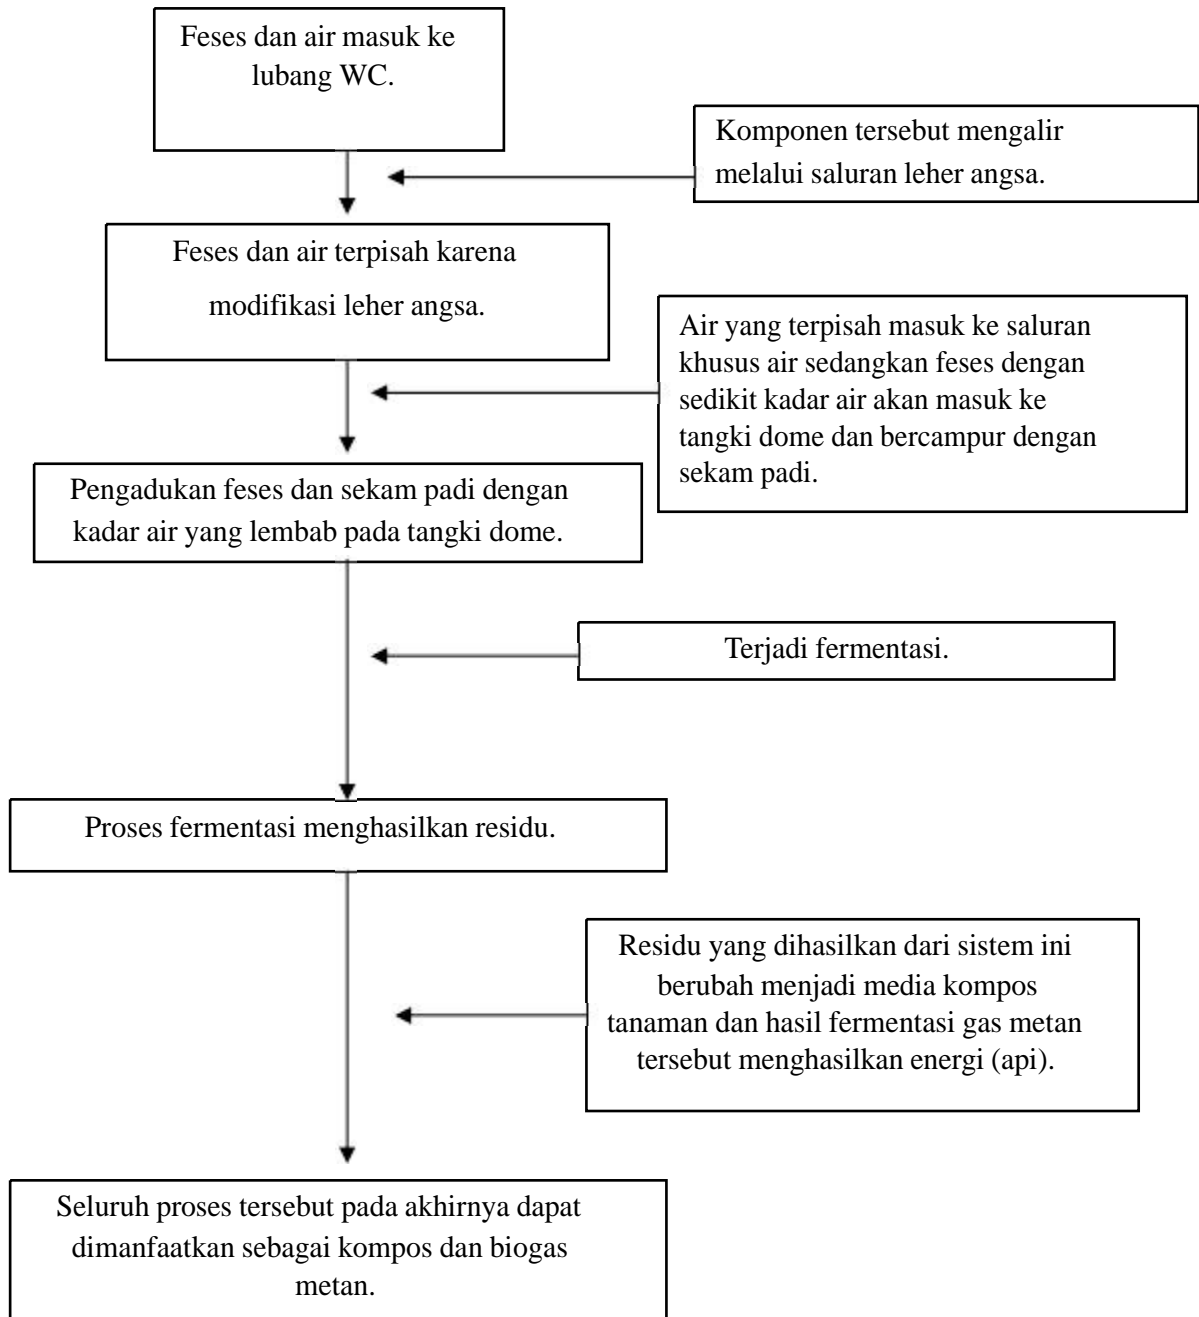 Feses dan air masuk ke
lubang WC.
Komponen tersebut mengalir
melalui saluran leher angsa.
Feses dan air terpisah karena
modifikasi leher angsa.
Air yang terpisah masuk ke saluran
khusus air sedangkan feses dengan
sedikit kadar air akan masuk ke
tangki dome dan bercampur dengan
sekam padi.
Pengadukan feses dan sekam padi dengan
kadar air yang lembab pada tangki dome.
Terjadi fermentasi.
Proses fermentasi menghasilkan residu.
Residu yang dihasilkan dari sistem ini
berubah menjadi media kompos
tanaman dan hasil fermentasi gas metan
tersebut menghasilkan energi (api).
Seluruh proses tersebut pada akhirnya dapat
dimanfaatkan sebagai kompos dan biogas
metan.